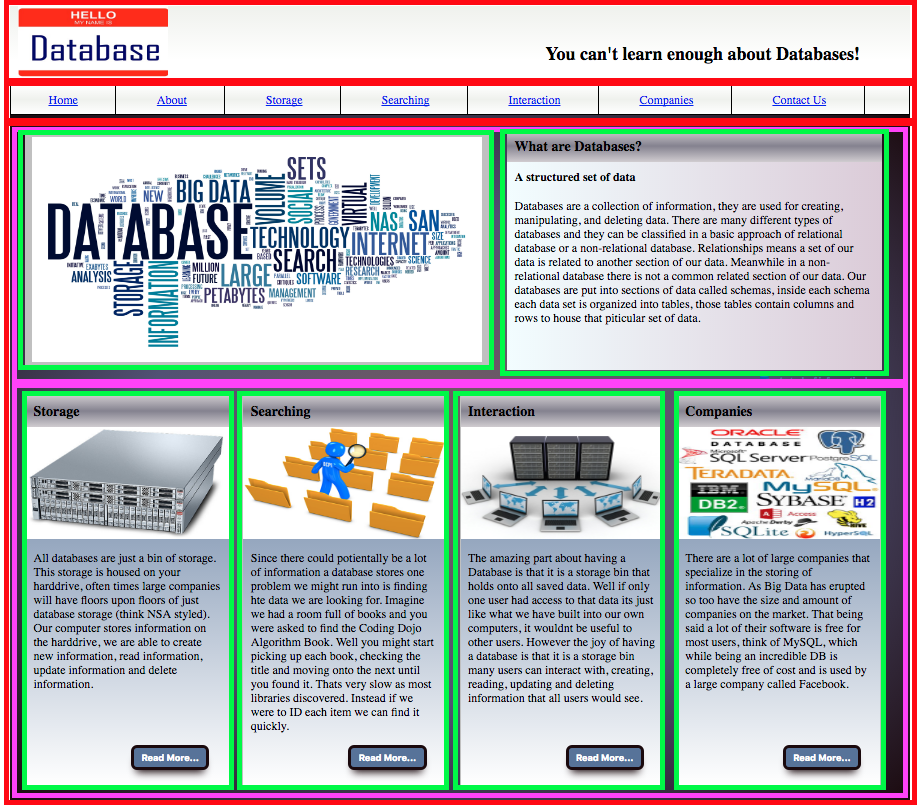 HELLO
MY NAME IS
Database
You can't learn enough about Databases!
Home About Storage Searching Interaction Companies Contact Us
SETS
BIG DATA
VOLUME
SOCIAL
VIRTUAL
DEVELOPMENT
NEW
WORLD
DATABASE
NAS
SAN
SIZE
TECHNOLOGY
INTERNET
ANALYSIS
STORAGE
INFORMATION
MILLION
FUTURE
LARGE
SEARCH
TECHNOLOGIES
RESEARCH
SCIENCE
SOFTWARE
PETABYTES
MANAGEMENT
EXABYTES
What are Databases?
A structured set of data
Databases are a collection of information, they are used for creating,
manipulating, and deleting data. There are many different types of
databases and they can be classified in a basic approach of relational
database or a non-relational database. Relationships means a set of our
data is related to another section of our data. Meanwhile in a non-
relational database there is not a common related section of our data. Our
databases are put into sections of data called schemas, inside each schema
each data set is organized into tables, those tables contain columns and
rows to house that piticular set of data.
Storage
All databases are just a bin of storage.
This storage is housed on your
harddrive, often times large companies
will have floors upon floors of just
database storage (think NSA styled).
Our computer stores information on
the harddrive, we are able to create
new information, read information,
update information and delete
information.
Read More...
Searching
Since there could potientally be a lot
of information a database stores one
problem we might run into is finding
the data we are looking for. Imagine
we had a room full of books and you
were asked to find the Coding Dojo
Algorithm Book. Well you might start
picking up each book, checking the
title and moving onto the next until
you found it. Thats very slow as most
libraries discovered. Instead if we
were to ID each item we can find it
quickly.
Read More...
Interaction
The amazing part about having a
Database is that it is a storage bin that
holds onto all saved data. Well if only
one user had access to that data its just
like what we have built into our own
computers, it wouldnt be useful to
other users. However the joy of having
a database is that it is a storage bin
many users can interact with, creating,
reading, updating and deleting
information that all users would see.
Read More...
Companies
ORACLE
DATABASE
Microsoft
SQL Server PostgreSQL
TERADATA
MariaDB
IBM
DB2
MySQL
SYBASE H2
Access
Apache Derby
HIVE
SQLite HyperSQL
There are a lot of large companies that
specialize in the storing of
information. As Big Data has erupted
so too have the size and amount of
companies on the market. That being
said a lot of their software is free for
most users, think of MySQL, which
while being an incredible DB is
completely free of cost and is used by
a large company called Facebook.
Read More...